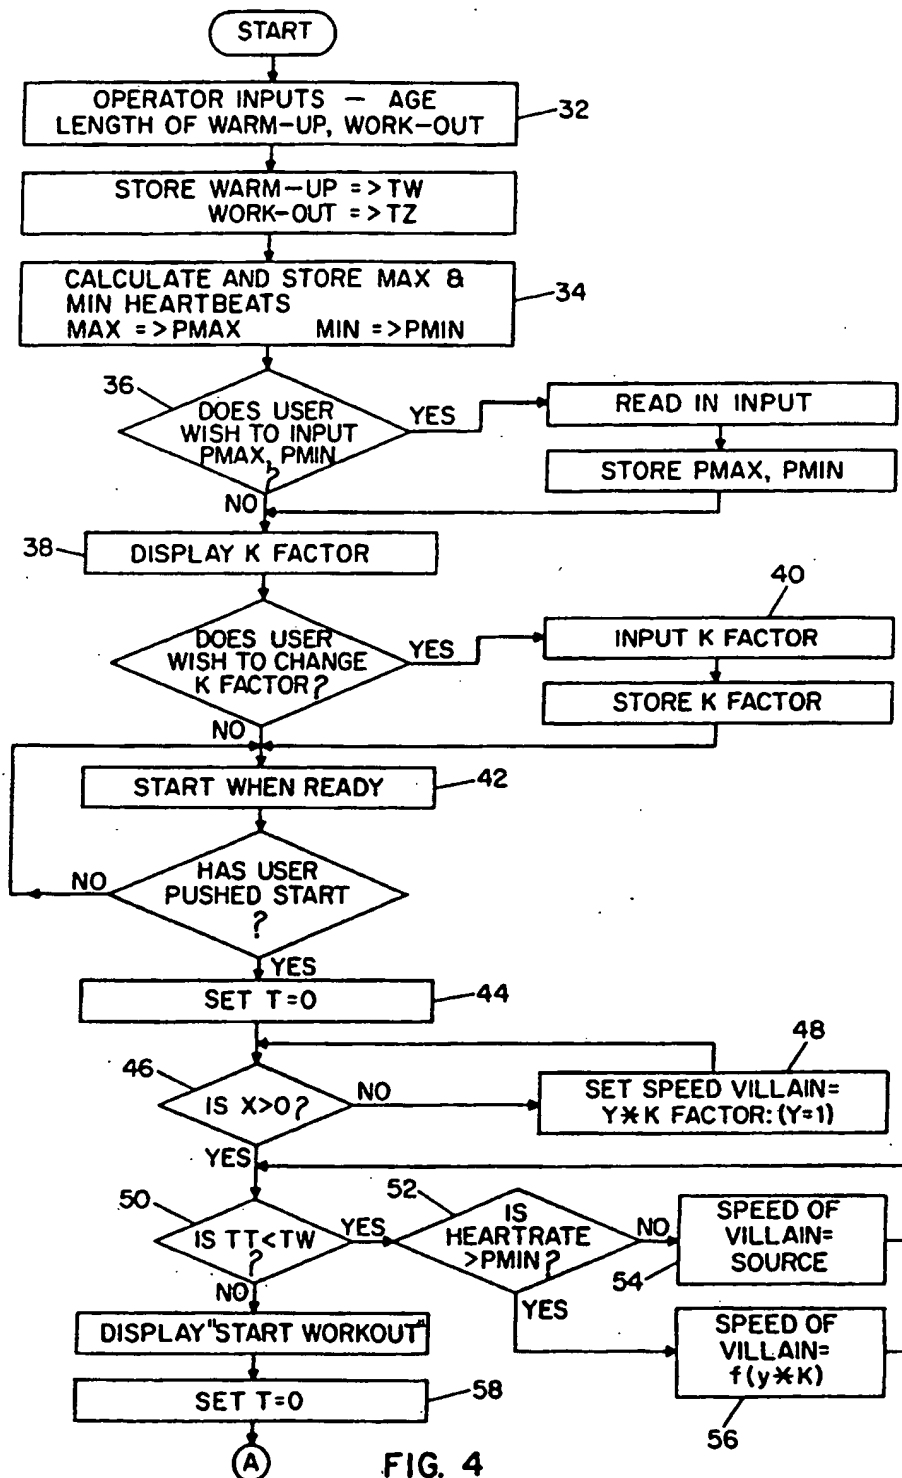 START
OPERATOR INPUTS — AGE
LENGTH OF WARM-UP, WORK-OUT
32
STORE WARM-UP =>TW
WORK-OUT =>TZ
CALCULATE AND STORE MAX &
MIN HEARTBEATS
MAX =>PMAX MIN =>PMIN
34
36
DOES USER
WISH TO INPUT
PMAX, PMIN
?
YES
READ IN INPUT
STORE PMAX, PMIN
NO
38
DISPLAY K FACTOR
40
DOES USER
WISH TO CHANGE
K FACTOR?
YES
INPUT K FACTOR
STORE K FACTOR
NO
START WHEN READY
42
HAS USER
PUSHED START
?
NO
YES
SET T=0
44
46
IS X>0?
NO
48
SET SPEED VILLAIN=
Y*K FACTOR:(Y=1)
YES
50
IS TT<TW
?
YES
52
IS
HEARTRATE
>PMIN?
NO
SPEED OF
VILLAIN=
SOURCE
54
NO
YES
DISPLAY"START WORKOUT"
SPEED OF
VILLAIN=
f(y*K)
56
SET T=0
58
A
FIG. 4